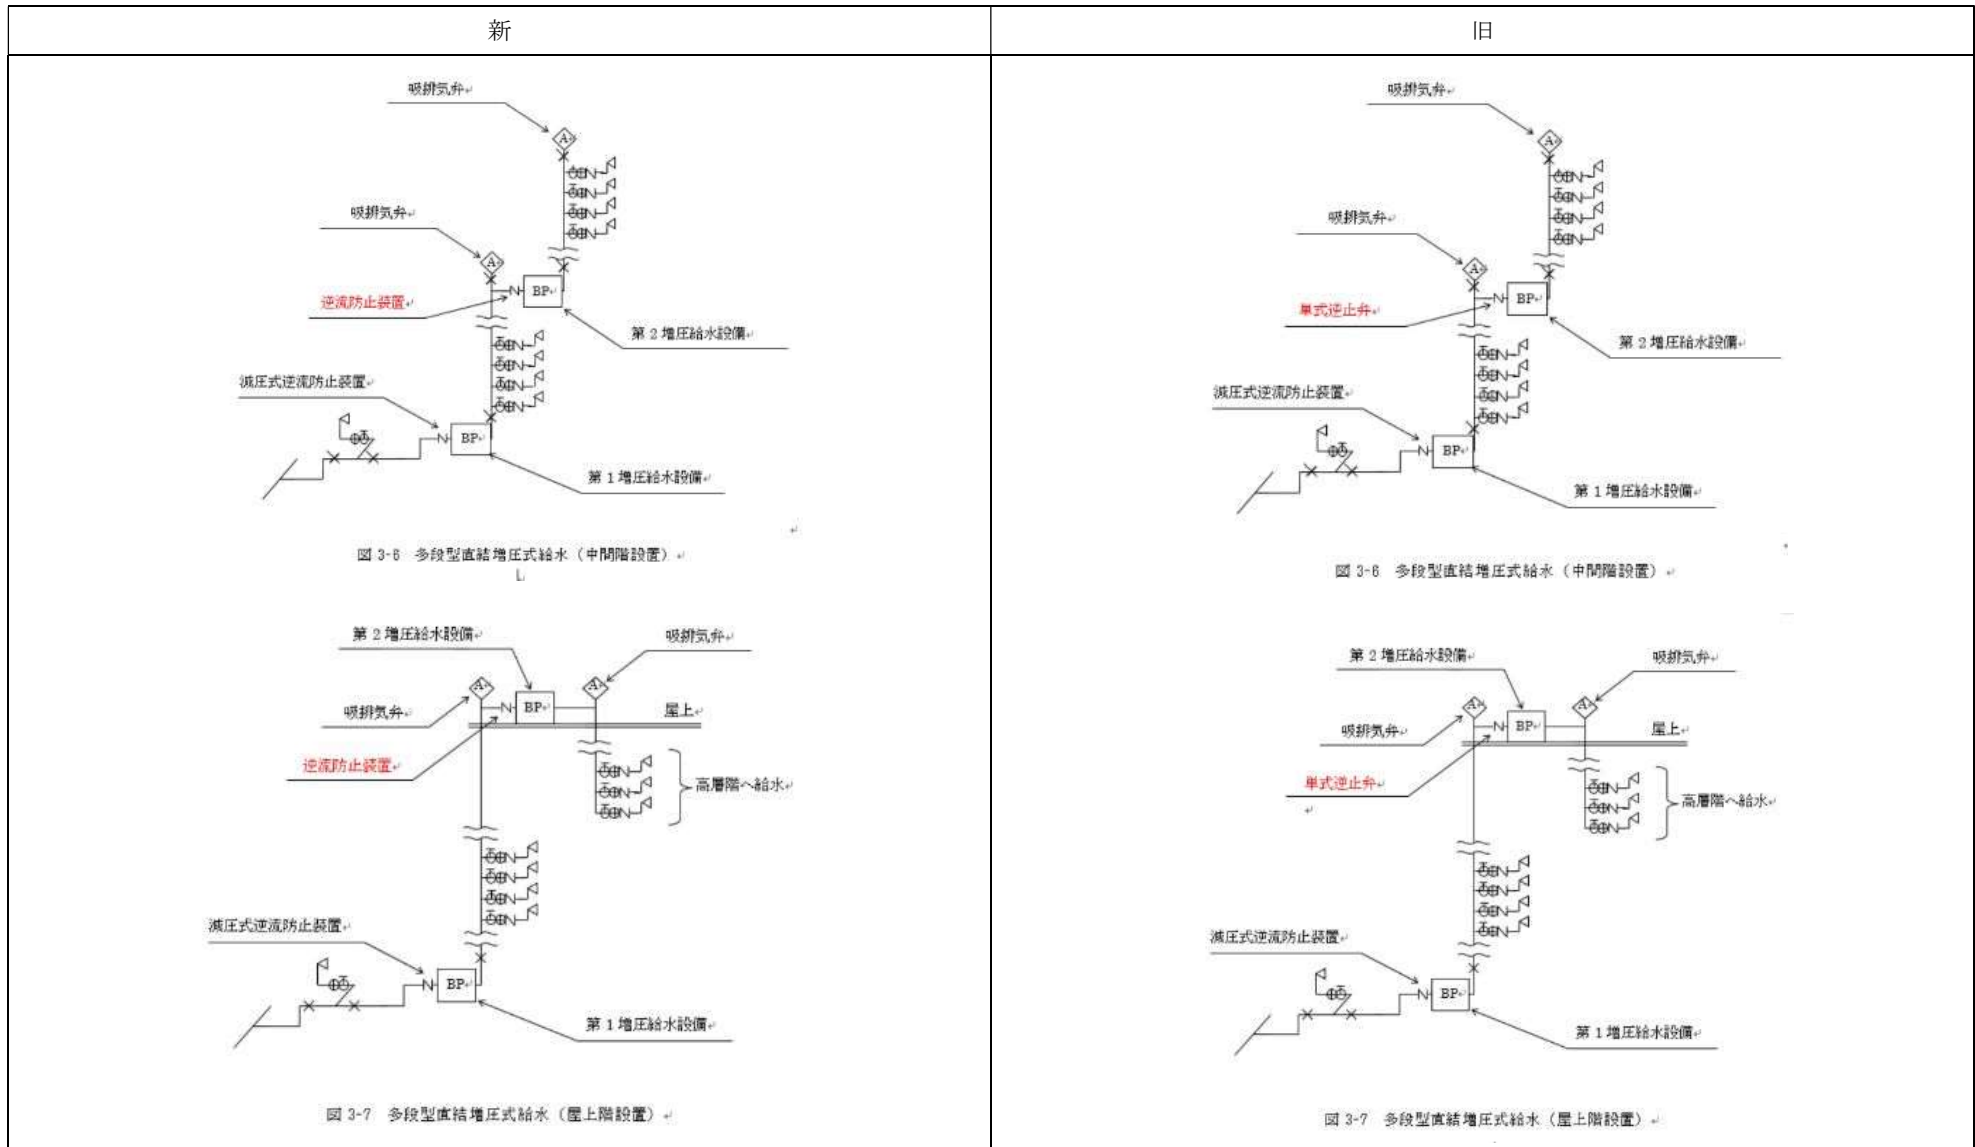 新
旧
吸排気弁
A
吸排気弁
A
逆流防止装置
BP
第2増圧給水設備
減圧式逆流防止装置
BP
第1増圧給水設備
図 3-6 多段型直結増圧式給水（中間階設置）
第2増圧給水設備
吸排気弁
A
A
吸排気弁
BP
屋上
逆流防止装置
高層階へ給水
減圧式逆流防止装置
BP
第1増圧給水設備
図 3-7 多段型直結増圧式給水（屋上階設置）
吸排気弁
A
吸排気弁
A
単式逆止弁
BP
第2増圧給水設備
減圧式逆流防止装置
BP
第1増圧給水設備
図 3-6 多段型直結増圧式給水（中間階設置）
第2増圧給水設備
吸排気弁
A
A
吸排気弁
BP
屋上
単式逆止弁
高層階へ給水
減圧式逆流防止装置
BP
第1増圧給水設備
図 3-7 多段型直結増圧式給水（屋上階設置）